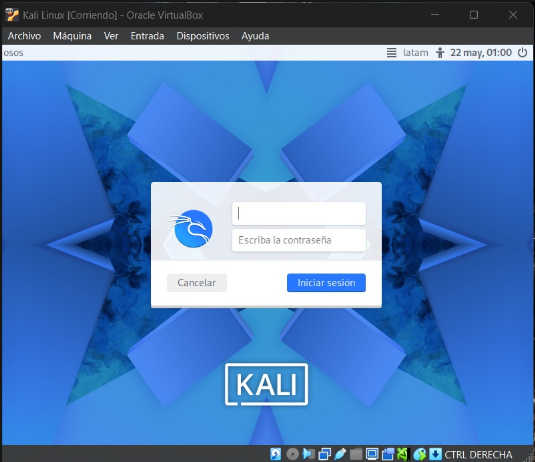 Kali Linux [Corriendo] - Oracle VirtualBox
Archivo Máquina Ver Entrada Dispositivos Ayuda
osos latam 22 may, 01:00
Escriba la contraseña
Cancelar Iniciar sesión
KALI
CTRL DERECHA